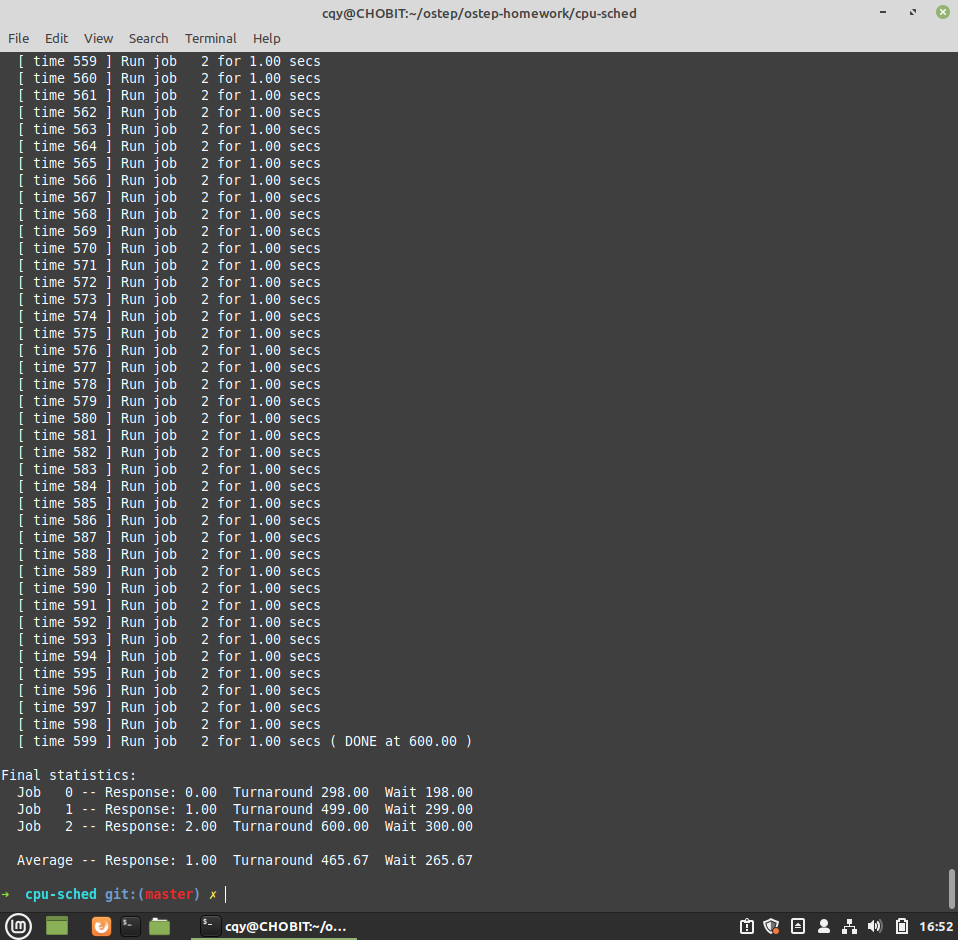 cqy@CHOBIT:~/ostep/ostep-homework/cpu-sched
File Edit View Search Terminal Help
[ time 559 ] Run job   2 for 1.00 secs
[ time 560 ] Run job   2 for 1.00 secs
[ time 561 ] Run job   2 for 1.00 secs
[ time 562 ] Run job   2 for 1.00 secs
[ time 563 ] Run job   2 for 1.00 secs
[ time 564 ] Run job   2 for 1.00 secs
[ time 565 ] Run job   2 for 1.00 secs
[ time 566 ] Run job   2 for 1.00 secs
[ time 567 ] Run job   2 for 1.00 secs
[ time 568 ] Run job   2 for 1.00 secs
[ time 569 ] Run job   2 for 1.00 secs
[ time 570 ] Run job   2 for 1.00 secs
[ time 571 ] Run job   2 for 1.00 secs
[ time 572 ] Run job   2 for 1.00 secs
[ time 573 ] Run job   2 for 1.00 secs
[ time 574 ] Run job   2 for 1.00 secs
[ time 575 ] Run job   2 for 1.00 secs
[ time 576 ] Run job   2 for 1.00 secs
[ time 577 ] Run job   2 for 1.00 secs
[ time 578 ] Run job   2 for 1.00 secs
[ time 579 ] Run job   2 for 1.00 secs
[ time 580 ] Run job   2 for 1.00 secs
[ time 581 ] Run job   2 for 1.00 secs
[ time 582 ] Run job   2 for 1.00 secs
[ time 583 ] Run job   2 for 1.00 secs
[ time 584 ] Run job   2 for 1.00 secs
[ time 585 ] Run job   2 for 1.00 secs
[ time 586 ] Run job   2 for 1.00 secs
[ time 587 ] Run job   2 for 1.00 secs
[ time 588 ] Run job   2 for 1.00 secs
[ time 589 ] Run job   2 for 1.00 secs
[ time 590 ] Run job   2 for 1.00 secs
[ time 591 ] Run job   2 for 1.00 secs
[ time 592 ] Run job   2 for 1.00 secs
[ time 593 ] Run job   2 for 1.00 secs
[ time 594 ] Run job   2 for 1.00 secs
[ time 595 ] Run job   2 for 1.00 secs
[ time 596 ] Run job   2 for 1.00 secs
[ time 597 ] Run job   2 for 1.00 secs
[ time 598 ] Run job   2 for 1.00 secs
[ time 599 ] Run job   2 for 1.00 secs ( DONE at 600.00 )
Final statistics:
Job   0 -- Response: 0.00  Turnaround 298.00  Wait 198.00
Job   1 -- Response: 1.00  Turnaround 499.00  Wait 299.00
Job   2 -- Response: 2.00  Turnaround 600.00  Wait 300.00
Average -- Response: 1.00  Turnaround 465.67  Wait 265.67
➜  cpu-sched git:(master) ✗
cqy@CHOBIT:~/o... 16:52